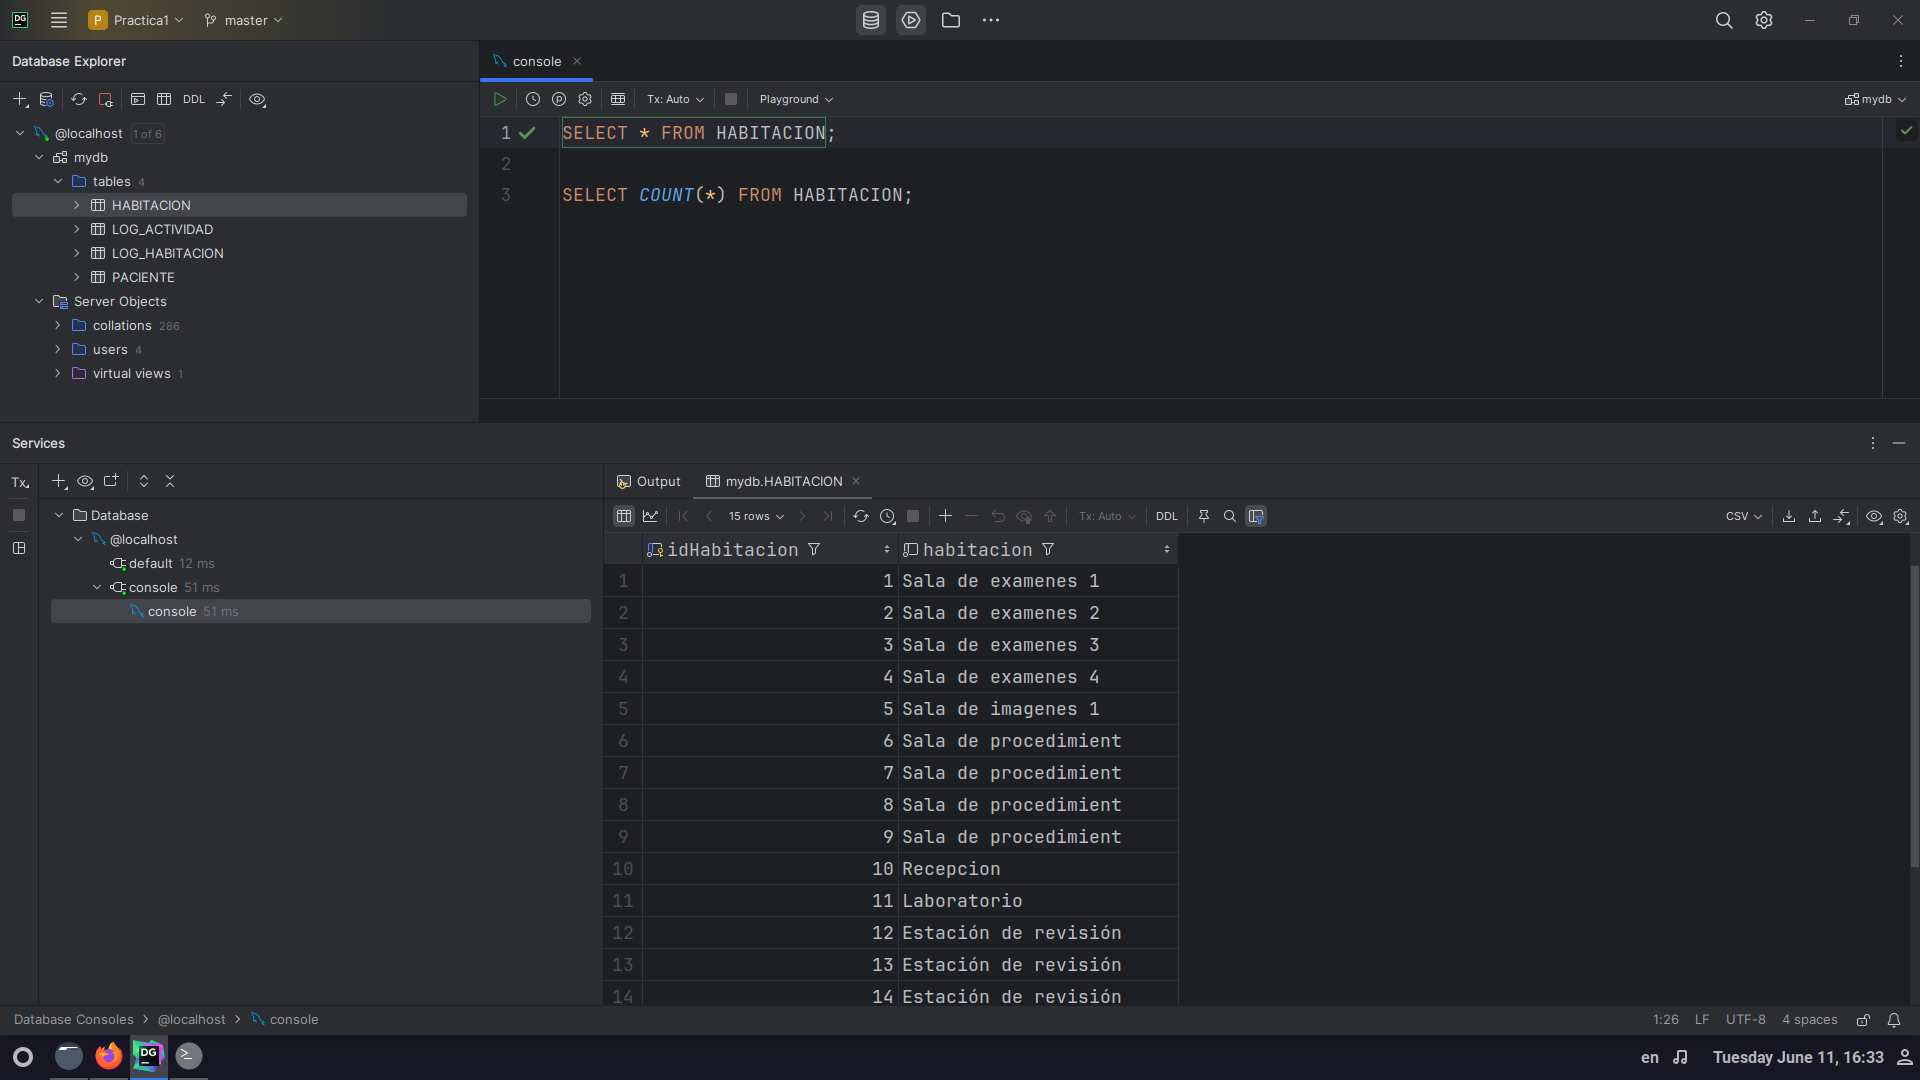 DG P Practica1 master
Database Explorer
console
DDL
Tx: Auto Playground mydb
@localhost 1 of 6
mydb
tables 4
HABITACION
LOG_ACTIVIDAD
LOG_HABITACION
PACIENTE
Server Objects
collations 286
users 4
virtual views 1
1 SELECT * FROM HABITACION;
2
3 SELECT COUNT(*) FROM HABITACION;
Services
Tx
Database
@localhost
default 12 ms
console 51 ms
console 51 ms
Output mydb.HABITACION
15 rows Tx: Auto DDL CSV
idHabitacion habitacion
1 1 Sala de examenes 1
2 2 Sala de examenes 2
3 3 Sala de examenes 3
4 4 Sala de examenes 4
5 5 Sala de imagenes 1
6 6 Sala de procedimient
7 7 Sala de procedimient
8 8 Sala de procedimient
9 9 Sala de procedimient
10 10 Recepcion
11 11 Laboratorio
12 12 Estación de revisión
13 13 Estación de revisión
14 14 Estación de revisión
Database Consoles > @localhost > console
1:26 LF UTF-8 4 spaces
DG
en Tuesday June 11, 16:33